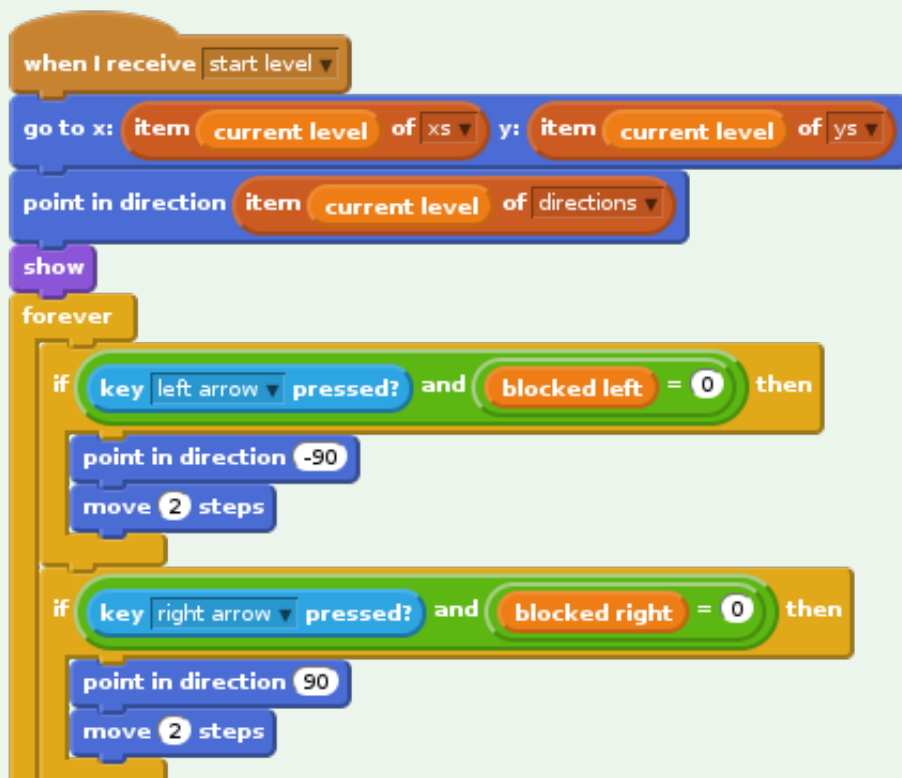 when I receive start level
go to x: item current level of xs y: item current level of ys
point in direction item current level of directions
show
forever
if key left arrow pressed? and blocked left = 0 then
point in direction -90
move 2 steps
if key right arrow pressed? and blocked right = 0 then
point in direction 90
move 2 steps